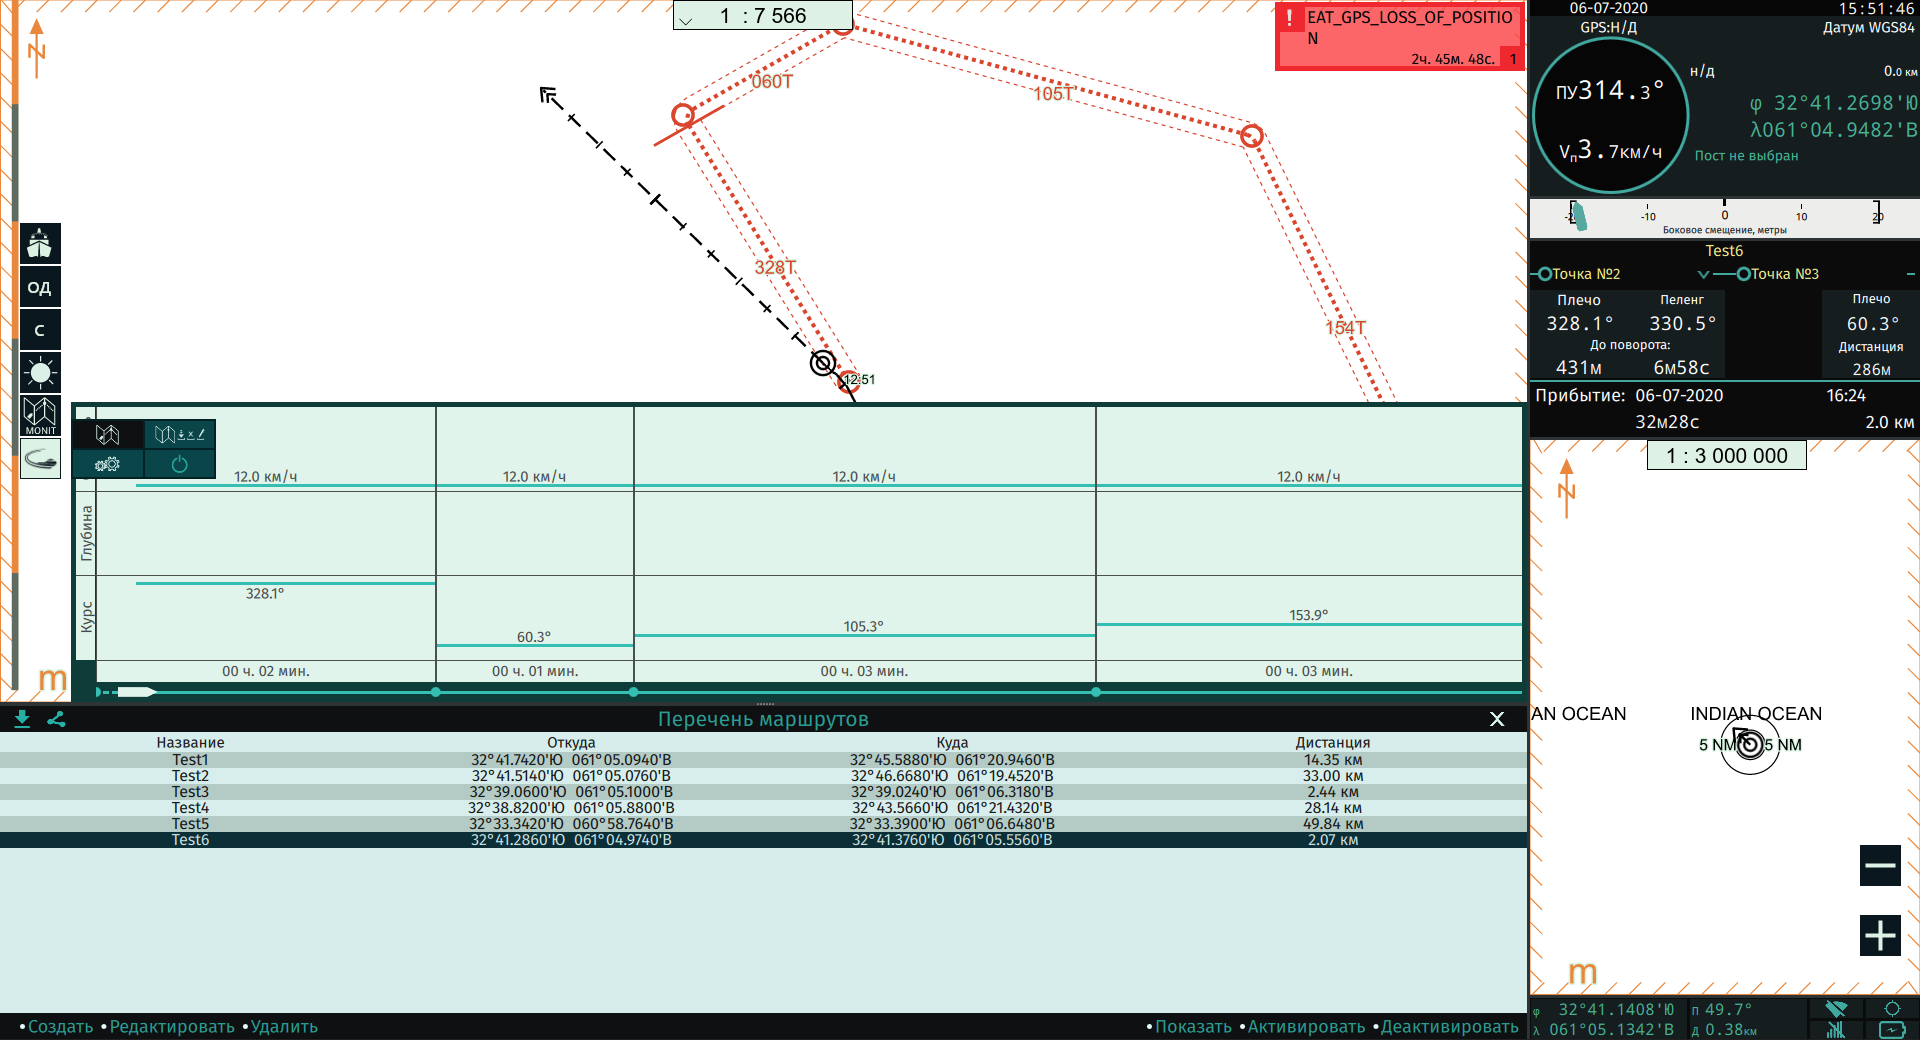 1 : 7 566
EAT_GPS_LOSS_OF_POSITIO
N
2ч. 45м. 48с. 1
N
060T
105T
328T
154T
12:51
ОД
С
MONIT
m
12.0 км/ч 12.0 км/ч 12.0 км/ч 12.0 км/ч
Глубина
Курс
328.1° 60.3° 105.3° 153.9°
00 ч. 02 мин. 00 ч. 01 мин. 00 ч. 03 мин. 00 ч. 03 мин.
Перечень маршрутов X
Название Откуда Куда Дистанция
Test1 32°41.7420'Ю 061°05.0940'В 32°45.5880'Ю 061°20.9460'В 14.35 км
Test2 32°41.5140'Ю 061°05.0760'В 32°46.6680'Ю 061°19.4520'В 33.00 км
Test3 32°39.0600'Ю 061°05.1000'В 32°39.0240'Ю 061°06.3180'В 2.44 км
Test4 32°38.8200'Ю 061°05.8800'В 32°43.5660'Ю 061°21.4320'В 28.14 км
Test5 32°33.3420'Ю 060°58.7640'В 32°33.3900'Ю 061°06.6480'В 49.84 км
Test6 32°41.2860'Ю 061°04.9740'В 32°41.3760'Ю 061°05.5560'В 2.07 км
•Создать •Редактировать •Удалить •Показать •Активировать •Деактивировать
06-07-2020 15:51:46
GPS:Н/Д Датум WGS84
ПУ314.3°
Vп3.7км/ч
н/д 0.0 км
φ 32°41.2698'Ю
λ061°04.9482'В
Пост не выбран
-10 0 10 20
Боковое смещение, метры
Test6
Точка №2 Точка №3
Плечо Пеленг Плечо
328.1° 330.5° 60.3°
До поворота: Дистанция
431м 6м58с 286м
Прибытие: 06-07-2020 16:24
32м28с 2.0 км
1 : 3 000 000
N
AN OCEAN INDIAN OCEAN
5 NM 5 NM
m
φ 32°41.1408'Ю П 49.7°
λ 061°05.1342'В Д 0.38км